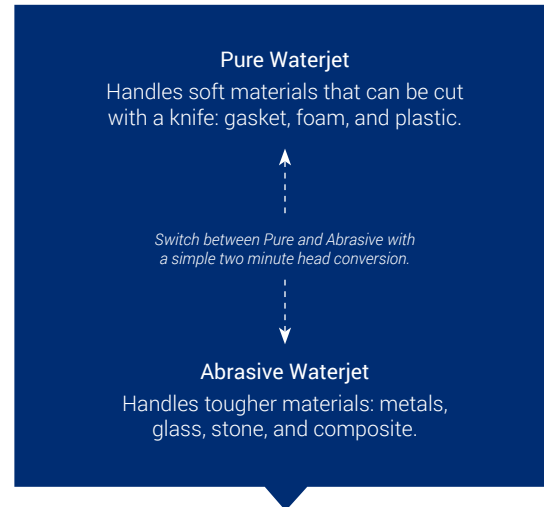 Pure Waterjet
Handles soft materials that can be cut
with a knife: gasket, foam, and plastic.
Switch between Pure and Abrasive with
a simple two minute head conversion.
Abrasive Waterjet
Handles tougher materials: metals,
glass, stone, and composite.